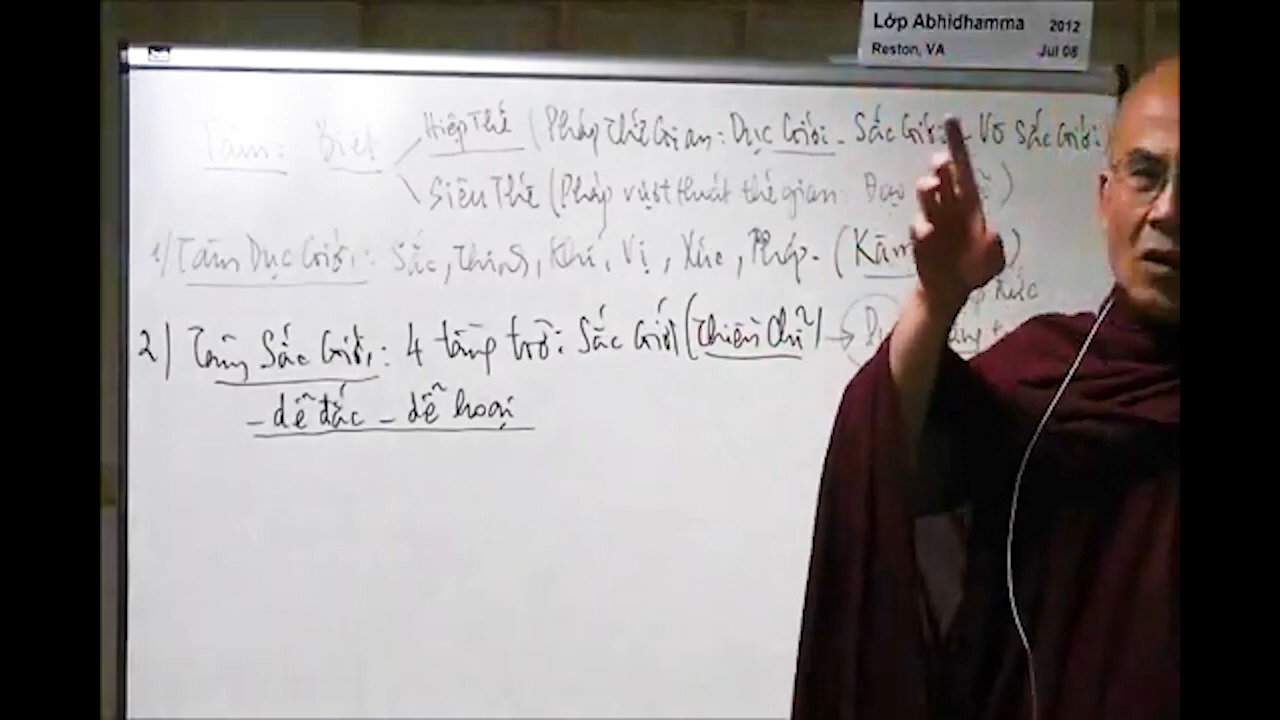 Lớp Abhidhamma 2012
Reston, VA Jul 08
Tâm: Biết Hiệp Thế (Pháp thế gian: Dục Giới - Sắc Giới - Vô Sắc Giới)
Siêu Thế (Pháp vượt thoát thế gian: Đạo
1/ Tâm Dục Giới: Sắc, Thinh, Khí, Vị, Xúc, Pháp. (Kām
2) Tâm Sắc Giới: 4 tầng trời Sắc Giới (Thiền Chỉ) →
- dễ đắc - dễ hoại